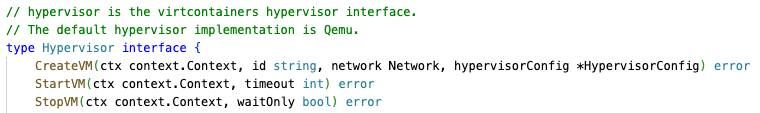 // hypervisor is the virtcontainers hypervisor interface.
// The default hypervisor implementation is Qemu.
type Hypervisor interface {
    CreateVM(ctx context.Context, id string, network Network, hypervisorConfig *HypervisorConfig) error
    StartVM(ctx context.Context, timeout int) error
    StopVM(ctx context.Context, waitOnly bool) error